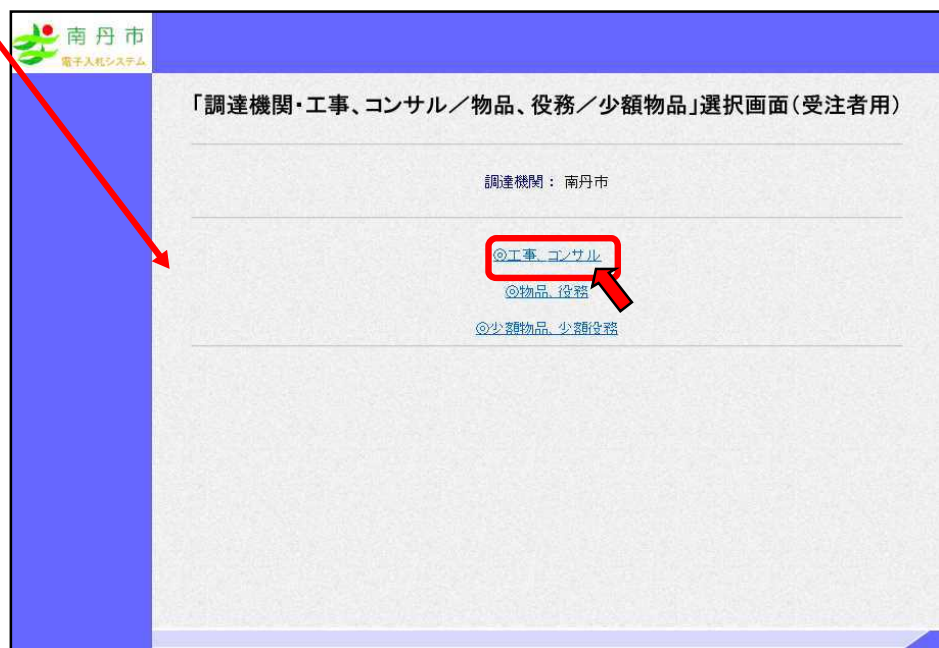 南丹市
電子入札システム
「調達機関・工事、コンサル／物品、役務／少額物品」選択画面（受注者用）
調達機関： 南丹市
◎工事、コンサル
◎物品、役務
◎少額物品、少額役務